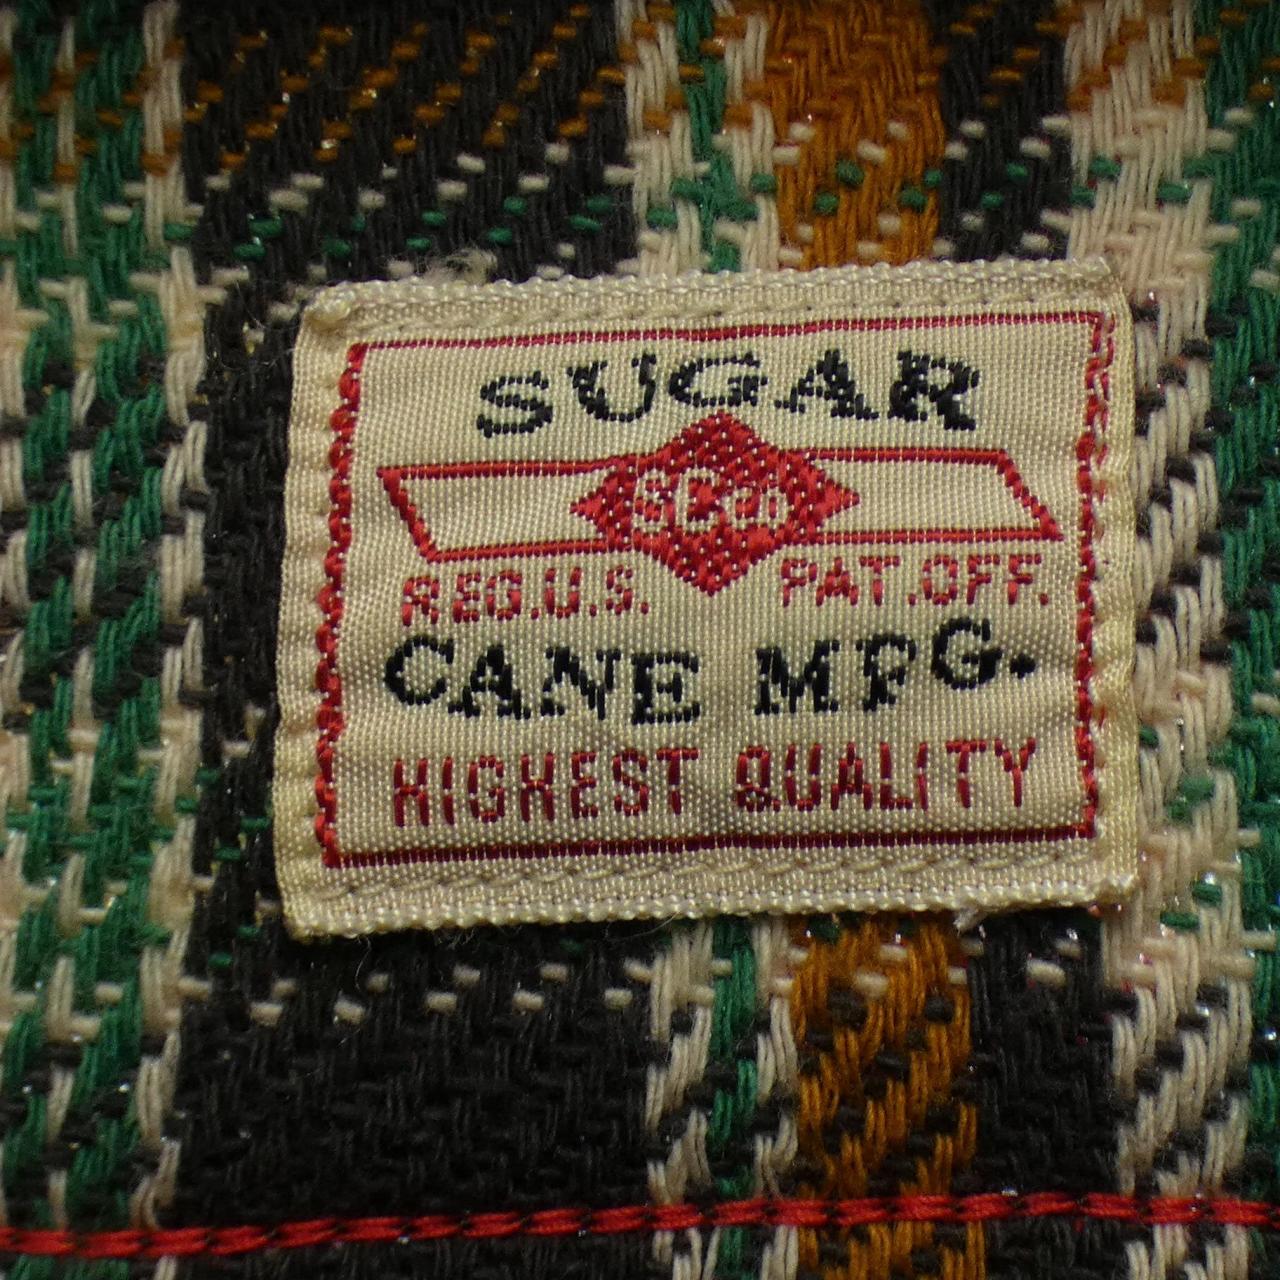 SUGAR
REG.U.S. PAT.OFF.
CANE MFG.
HIGHEST QUALITY